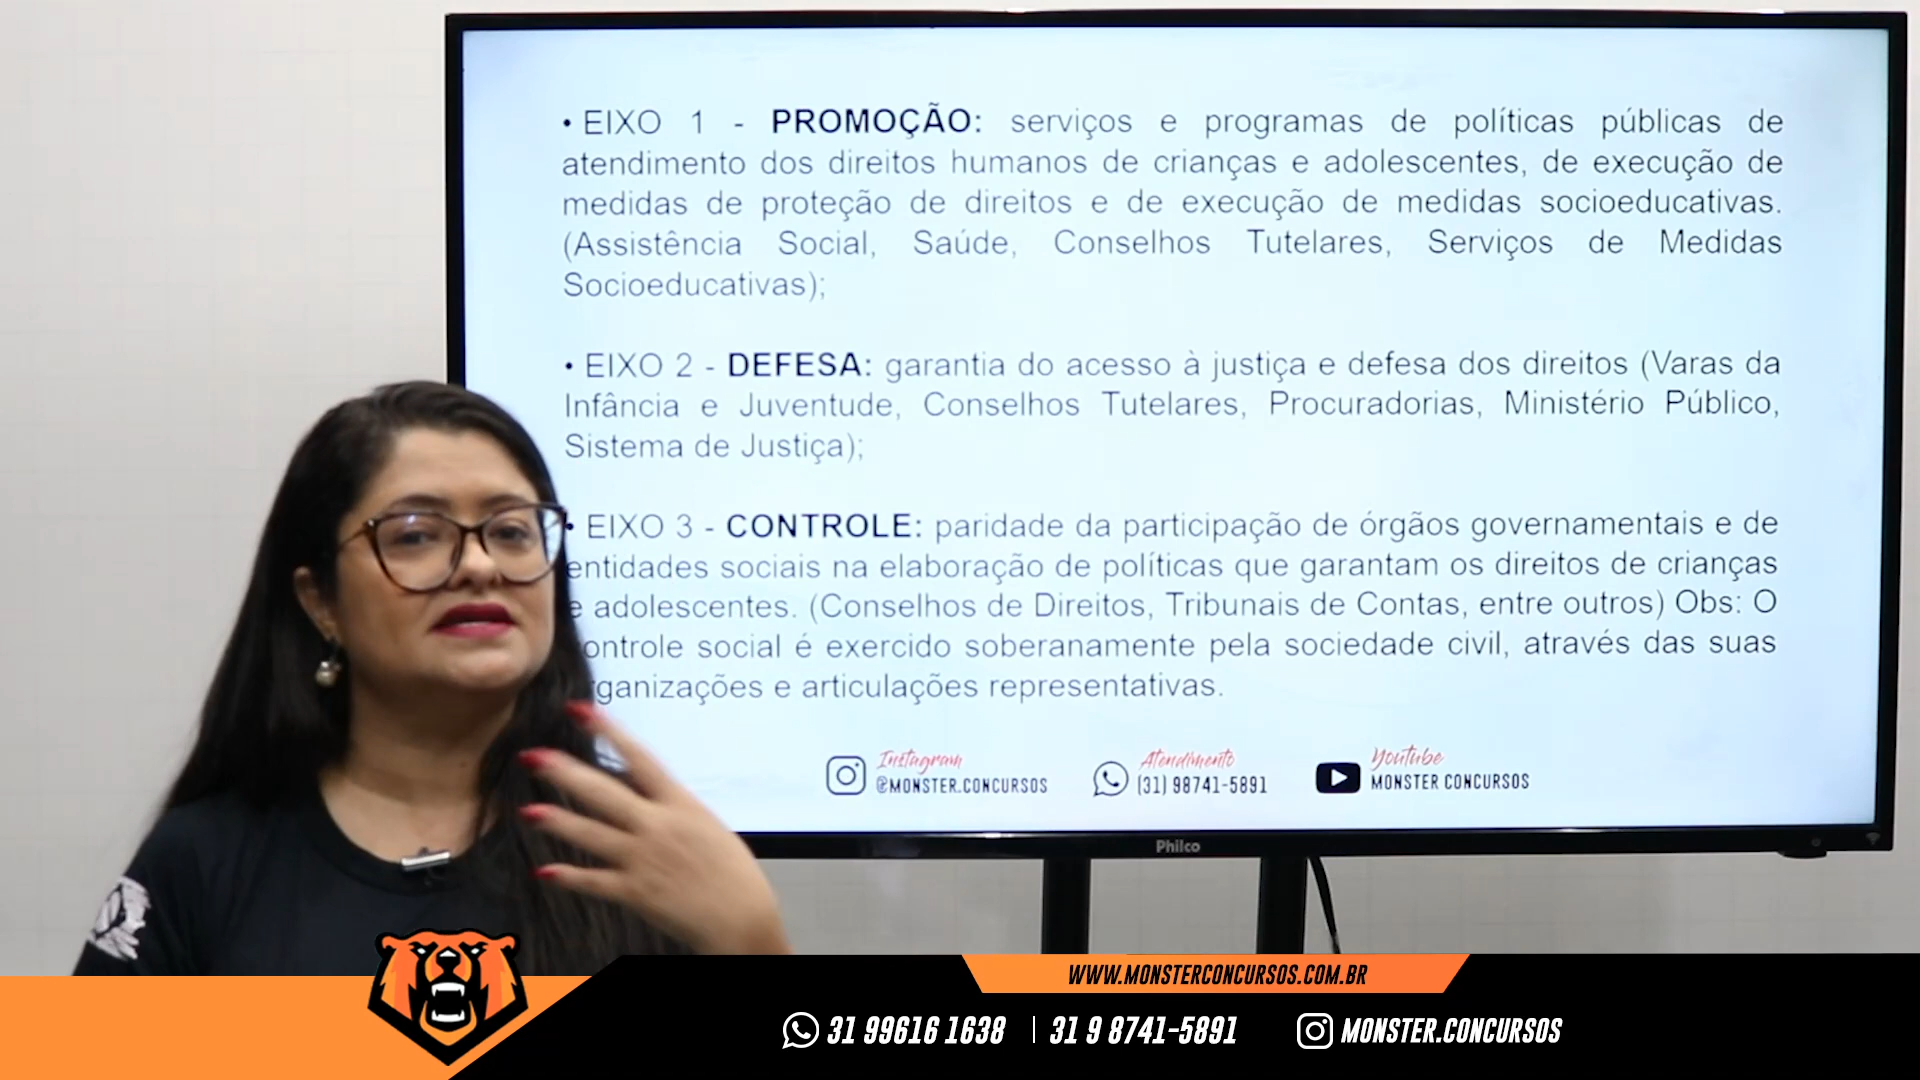 • EIXO 1 - PROMOÇÃO: serviços e programas de políticas públicas de
atendimento dos direitos humanos de crianças e adolescentes, de execução de
medidas de proteção de direitos e de execução de medidas socioeducativas.
(Assistência Social, Saúde, Conselhos Tutelares, Serviços de Medidas
Socioeducativas);
• EIXO 2 - DEFESA: garantia do acesso à justiça e defesa dos direitos (Varas da
Infância e Juventude, Conselhos Tutelares, Procuradorias, Ministério Público,
Sistema de Justiça);
• EIXO 3 - CONTROLE: paridade da participação de órgãos governamentais e de
entidades sociais na elaboração de políticas que garantam os direitos de crianças
e adolescentes. (Conselhos de Direitos, Tribunais de Contas, entre outros) Obs: O
ontrole social é exercido soberanamente pela sociedade civil, através das suas
rganizações e articulações representativas.
Instagram
@MONSTER.CONCURSOS
Atendimento
(31) 98741-5891
Youtube
MONSTER CONCURSOS
Philco
WWW.MONSTERCONCURSOS.COM.BR
31 99616 1638 | 31 9 8741-5891
MONSTER.CONCURSOS